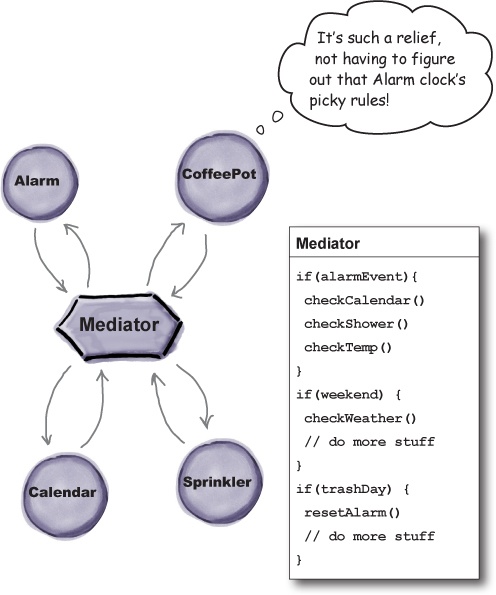 It's such a relief,
not having to figure
out that Alarm clock's
picky rules!
Alarm
CoffeePot
Mediator
Calendar
Sprinkler
Mediator
if(alarmEvent){
checkCalendar()
checkShower()
checkTemp()
}
if(weekend) {
checkWeather()
// do more stuff
}
if(trashDay) {
resetAlarm()
// do more stuff
}